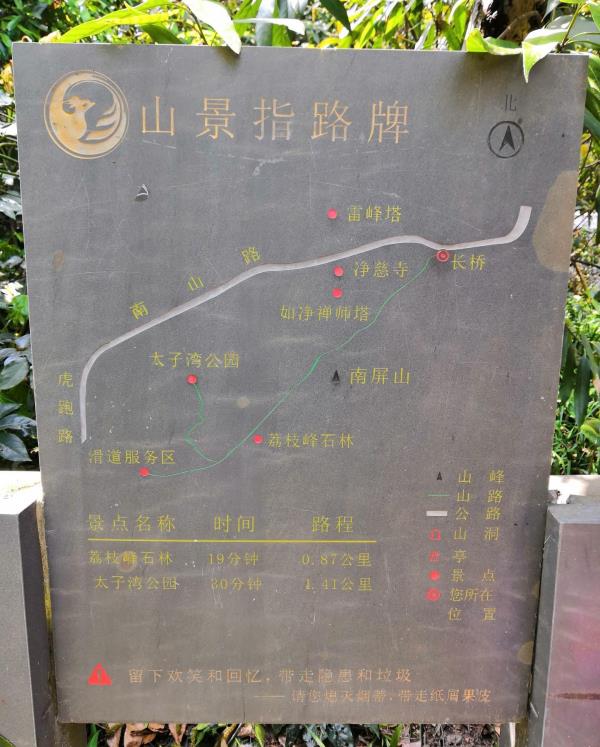 山景指路牌
北
雷峰塔
南山路
净慈寺
长桥
如净禅师塔
太子湾公园
南屏山
虎跑路
荔枝峰石林
滑道服务区
山峰
山路
公路
山洞
亭
景点
您所在
位置
景点名称 时间 路程
荔枝峰石林 19分钟 0.87公里
太子湾公园 30分钟 1.41公里
留下欢笑和回忆，带走隐患和垃圾
——请您熄灭烟蒂，带走纸屑果皮